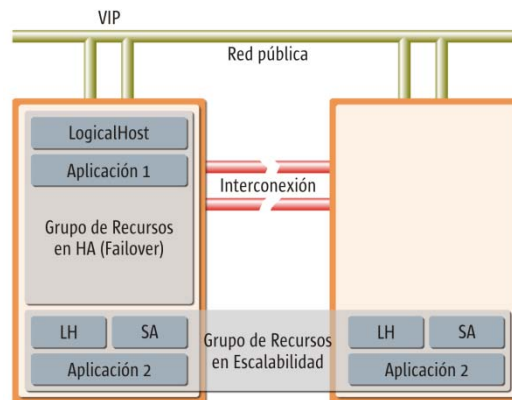 VIP
Red pública
LogicalHost
Aplicación 1
Interconexión
Grupo de Recursos
en HA (Failover)
LH
SA
Aplicación 2
Grupo de Recursos
en Escalabilidad
LH
SA
Aplicación 2